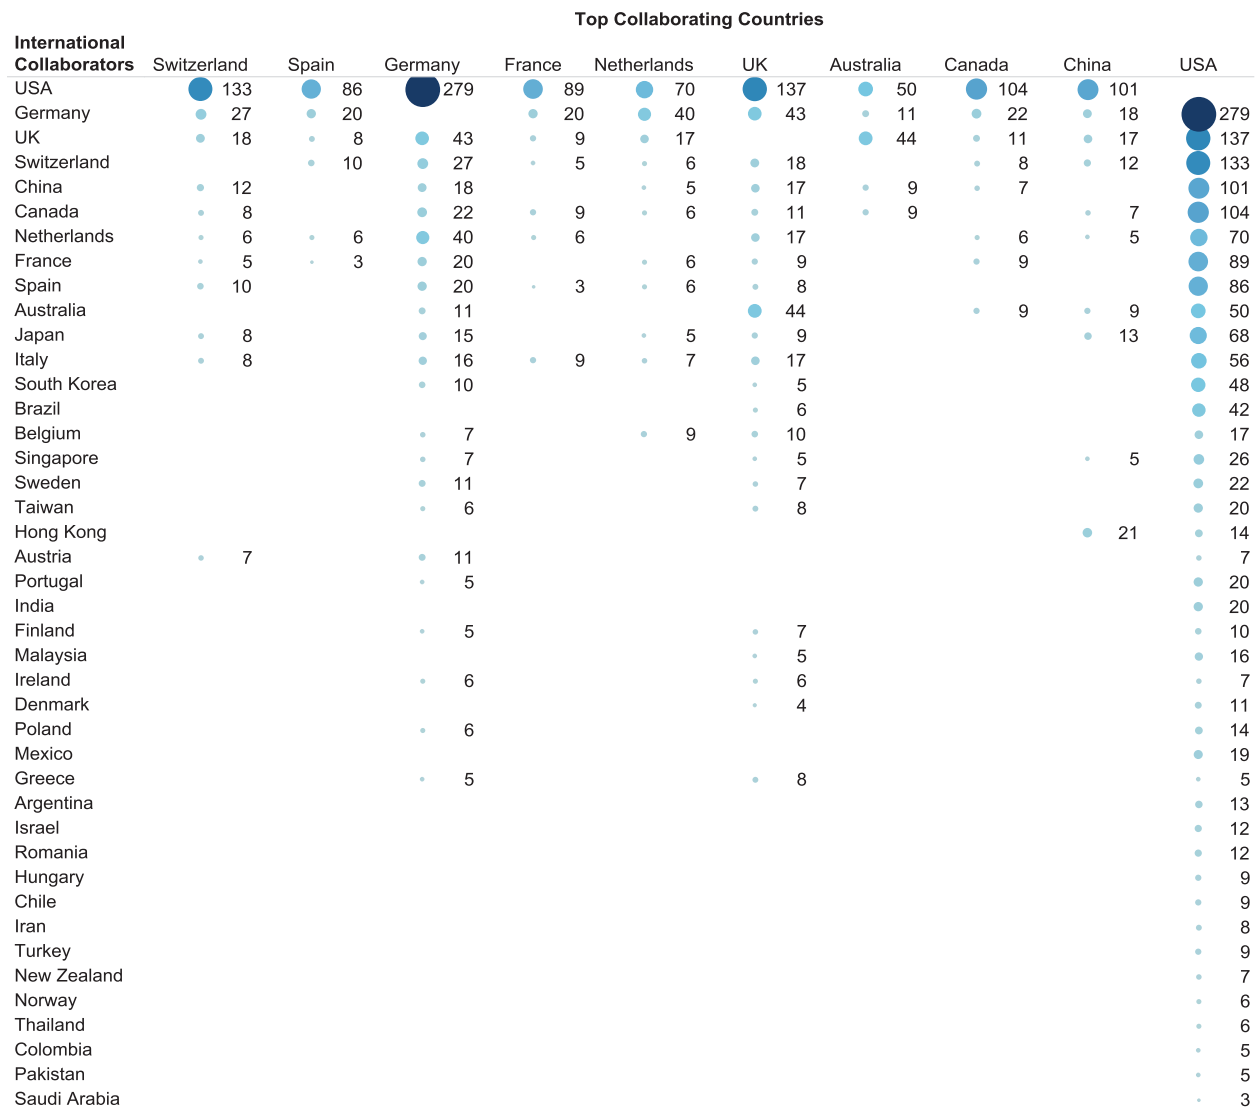 Top Collaborating Countries
International
Collaborators Switzerland Spain Germany France Netherlands UK Australia Canada China USA
USA 133 86 279 89 70 137 50 104 101
Germany 27 20 20 40 43 11 22 18 279
UK 18 8 43 9 17 44 11 17 137
Switzerland 10 27 5 6 18 8 12 133
China 12 18 5 17 9 7 101
Canada 8 22 9 6 11 9 7 104
Netherlands 6 6 40 6 17 6 5 70
France 5 3 20 6 9 9 89
Spain 10 20 3 6 8 86
Australia 11 44 9 9 50
Japan 8 15 5 9 13 68
Italy 8 16 9 7 17 56
South Korea 10 5 48
Brazil 6 42
Belgium 7 9 10 17
Singapore 7 5 5 26
Sweden 11 7 22
Taiwan 6 8 20
Hong Kong 21 14
Austria 7 11 7
Portugal 5 20
India 20
Finland 5 7 10
Malaysia 5 16
Ireland 6 6 7
Denmark 4 11
Poland 6 14
Mexico 19
Greece 5 8 5
Argentina 13
Israel 12
Romania 12
Hungary 9
Chile 9
Iran 8
Turkey 9
New Zealand 7
Norway 6
Thailand 6
Colombia 5
Pakistan 5
Saudi Arabia 3